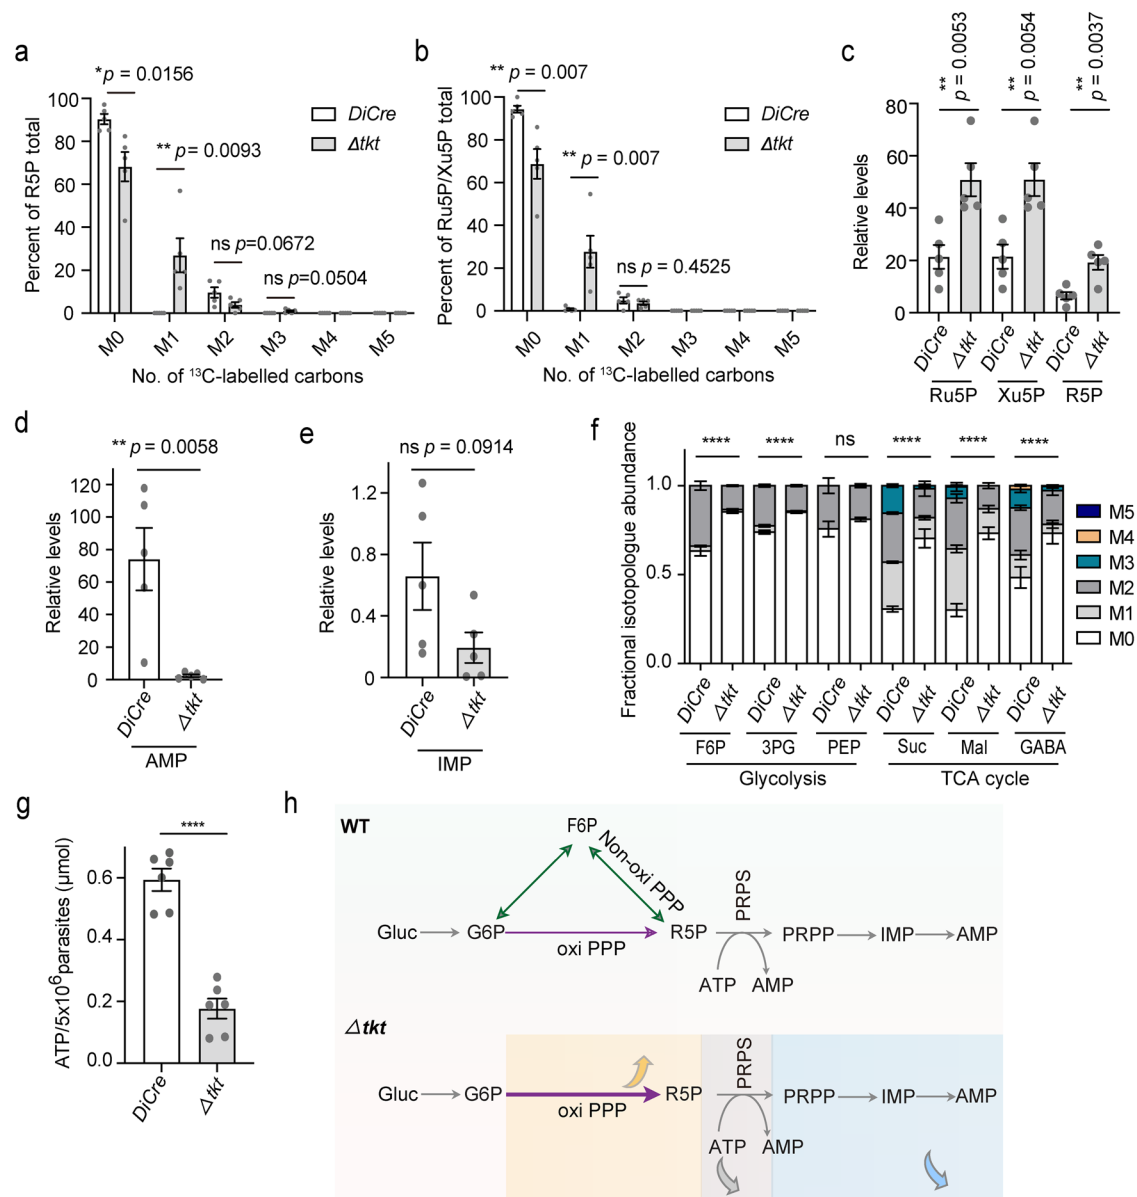 a
*p = 0.0156
** p = 0.0093
ns p=0.0672
ns p=0.0504
DiCre
Δtkt
Percent of R5P total
100
80
60
40
20
0
M0 M1 M2 M3 M4 M5
No. of ¹³C-labelled carbons
b
** p = 0.007
** p = 0.007
ns p = 0.4525
DiCre
Δtkt
Percent of Ru5P/Xu5P total
100
80
60
40
20
0
M0 M1 M2 M3 M4 M5
No. of ¹³C-labelled carbons
c
** p = 0.0053
** p = 0.0054
** p = 0.0037
Relative levels
80
60
40
20
0
DiCre Δtkt DiCre Δtkt DiCre Δtkt
Ru5P Xu5P R5P
d
** p = 0.0058
Relative levels
120
100
80
60
40
20
0
DiCre Δtkt
AMP
e
ns p = 0.0914
Relative levels
1.2
0.8
0.4
0
DiCre Δtkt
IMP
f
**** **** ns **** **** ****
Fractional isotopologue abundance
1.0
0.5
0.0
M5
M4
M3
M2
M1
M0
DiCre Δtkt DiCre Δtkt DiCre Δtkt DiCre Δtkt DiCre Δtkt DiCre Δtkt
F6P 3PG PEP Suc Mal GABA
Glycolysis TCA cycle
g
****
ATP/5x10⁶parasites (µmol)
0.6
0.4
0.2
0.0
DiCre Δtkt
h
WT
F6P
Non-oxi PPP
PRPS
Gluc G6P R5P PRPP IMP AMP
oxi PPP
ATP AMP
Δtkt
PRPS
Gluc G6P R5P PRPP IMP AMP
oxi PPP
ATP AMP